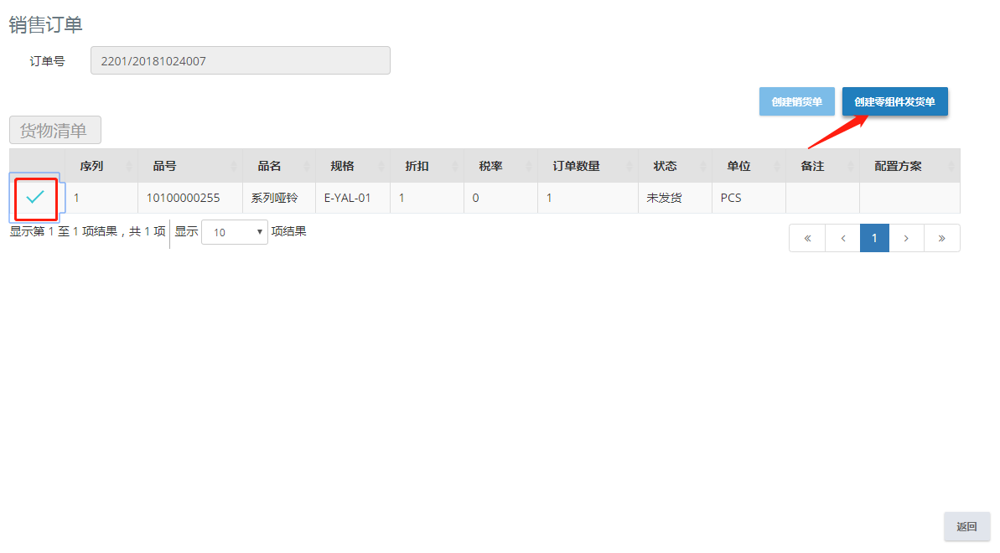 销售订单
订单号 2201/20181024007
创建销货单 创建零组件发货单
货物清单
序列 品号 品名 规格 折扣 税率 订单数量 状态 单位 备注 配置方案
1 10100000255 系列哑铃 E-YAL-01 1 0 1 未发货 PCS
显示第 1 至 1 项结果，共 1 项 显示 10 项结果
« ‹ 1 › »
返回